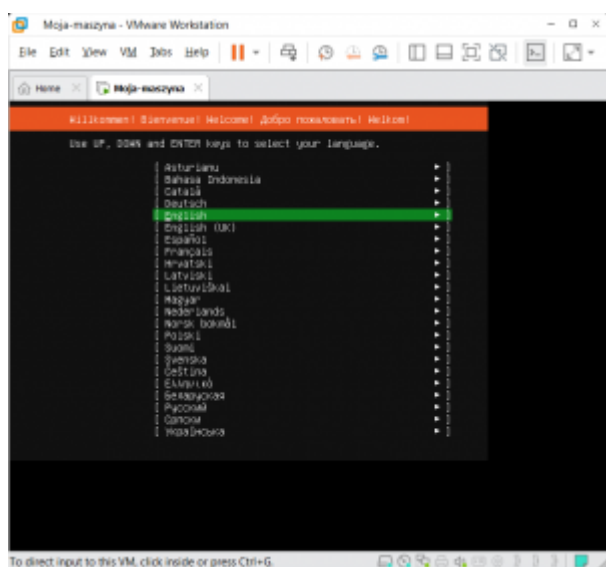 Moja-maszyna - VMware Workstation
File Edit View VM Tabs Help
Home Moja-maszyna
Willkommen! Bienvenue! Welcome! Добро пожаловать! Welkom!
Use UP, DOWN and ENTER keys to select your language.
[ Asturianu ▸ ]
[ Bahasa Indonesia ▸ ]
[ Català ▸ ]
[ Deutsch ▸ ]
[ English ▸ ]
[ English (UK) ▸ ]
[ Español ▸ ]
[ Français ▸ ]
[ Hrvatski ▸ ]
[ Latviski ▸ ]
[ Lietuviškai ▸ ]
[ Magyar ▸ ]
[ Nederlands ▸ ]
[ Norsk bokmål ▸ ]
[ Polski ▸ ]
[ Suomi ▸ ]
[ Svenska ▸ ]
[ Čeština ▸ ]
[ Ελληνικά ▸ ]
[ Беларуская ▸ ]
[ Русский ▸ ]
[ Српски ▸ ]
[ Українська ▸ ]
To direct input to this VM, click inside or press Ctrl+G.